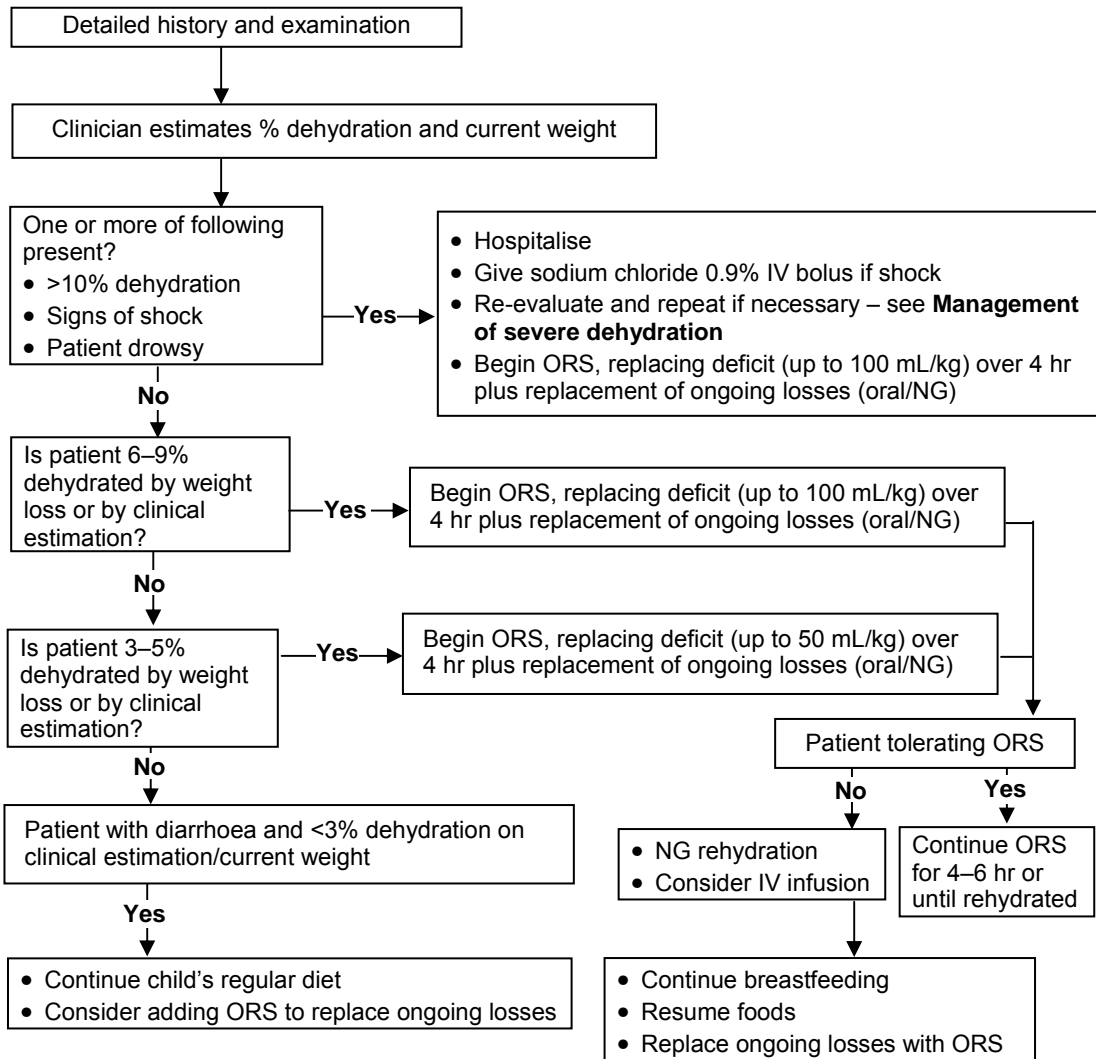 Detailed history and examination
Clinician estimates % dehydration and current weight
One or more of following
present?
• >10% dehydration
• Signs of shock
• Patient drowsy
Yes
• Hospitalise
• Give sodium chloride 0.9% IV bolus if shock
• Re-evaluate and repeat if necessary – see Management
of severe dehydration
• Begin ORS, replacing deficit (up to 100 mL/kg) over 4 hr
plus replacement of ongoing losses (oral/NG)
No
Is patient 6–9%
dehydrated by weight
loss or by clinical
estimation?
Yes
Begin ORS, replacing deficit (up to 100 mL/kg) over
4 hr plus replacement of ongoing losses (oral/NG)
No
Is patient 3–5%
dehydrated by weight
loss or by clinical
estimation?
Yes
Begin ORS, replacing deficit (up to 50 mL/kg) over
4 hr plus replacement of ongoing losses (oral/NG)
No
Patient with diarrhoea and <3% dehydration on
clinical estimation/current weight
Yes
• Continue child's regular diet
• Consider adding ORS to replace ongoing losses
Patient tolerating ORS
No
Yes
• NG rehydration
• Consider IV infusion
Continue ORS
for 4–6 hr or
until rehydrated
• Continue breastfeeding
• Resume foods
• Replace ongoing losses with ORS